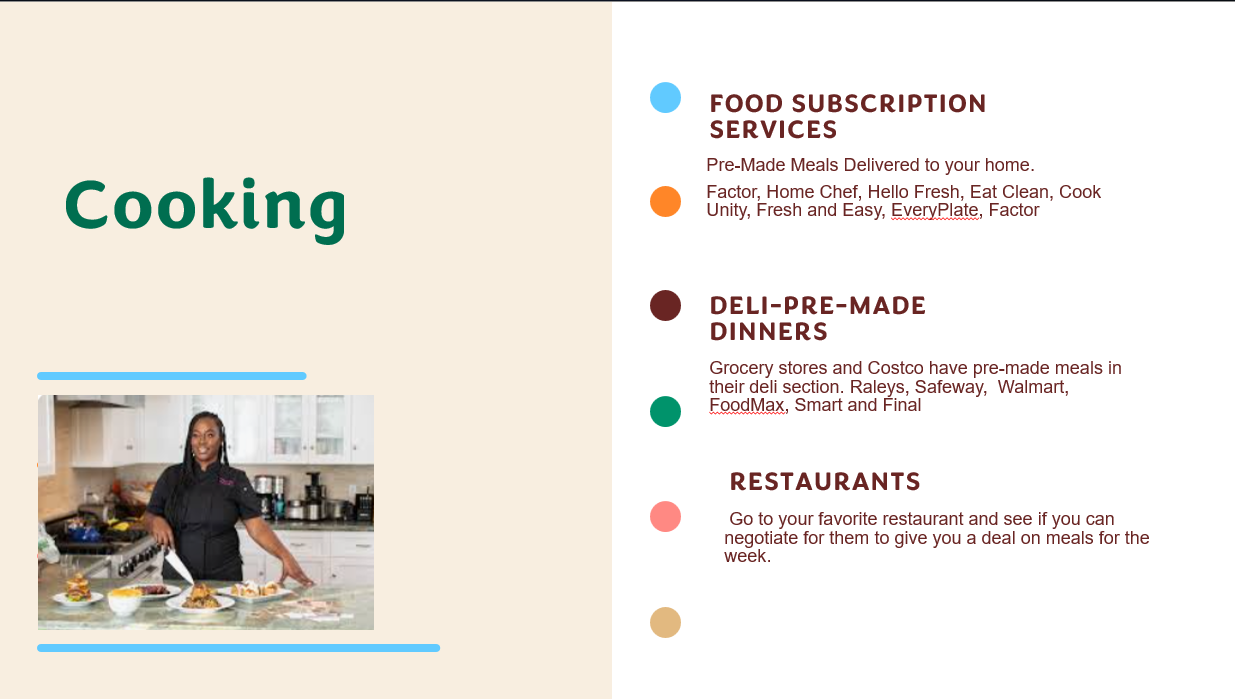 Cooking
FOOD SUBSCRIPTION
SERVICES
Pre-Made Meals Delivered to your home.
Factor, Home Chef, Hello Fresh, Eat Clean, Cook
Unity, Fresh and Easy, EveryPlate, Factor
DELI-PRE-MADE
DINNERS
Grocery stores and Costco have pre-made meals in
their deli section. Raleys, Safeway,  Walmart,
FoodMax, Smart and Final
RESTAURANTS
Go to your favorite restaurant and see if you can
negotiate for them to give you a deal on meals for the
week.